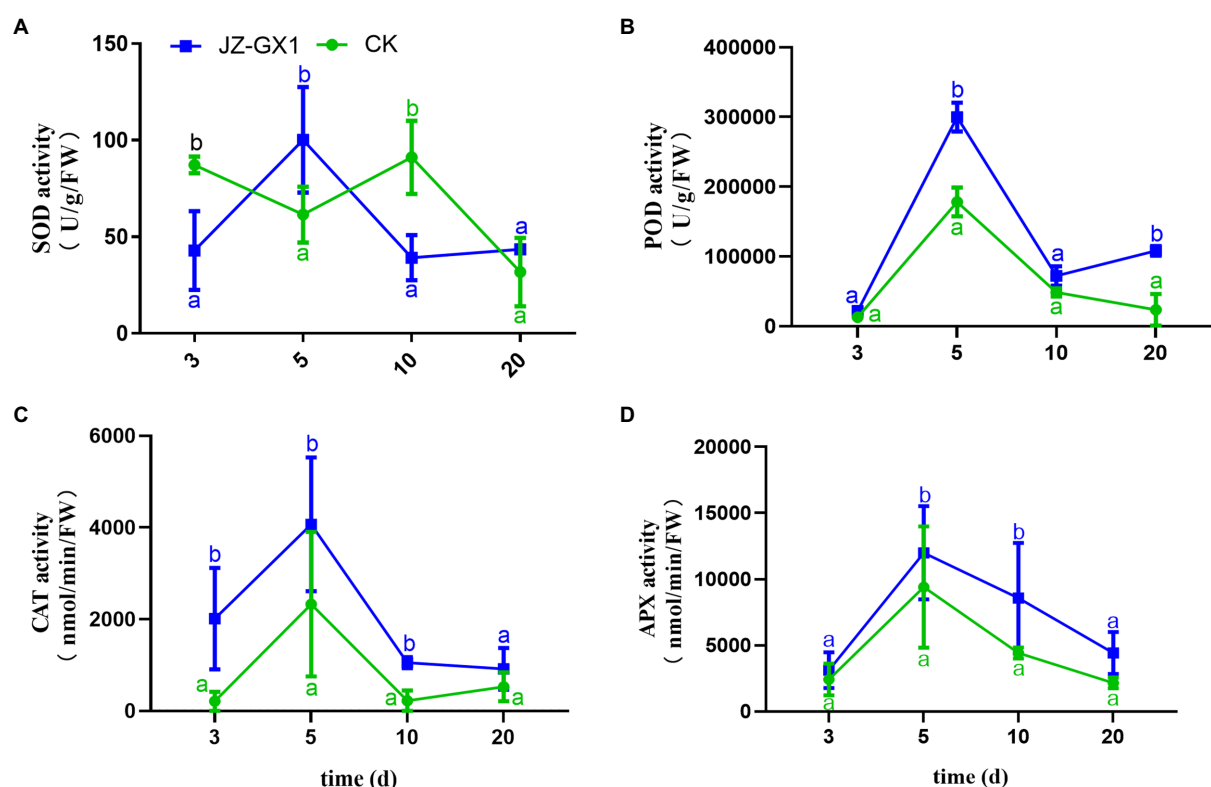 A
JZ-GX1 CK
SOD activity
( U/g/FW )
150
100
50
0
b
b
b
a
a
a
a
a
3 5 10 20
B
POD activity
( U/g/FW )
400000
300000
200000
100000
0
b
a
a
b
a a
a
a
3 5 10 20
C
CAT activity
( nmol/min/FW )
6000
4000
2000
0
b
b
b
a
a
a
a
a
3 5 10 20
time (d)
D
APX activity
( nmol/min/FW )
20000
15000
10000
5000
0
b
b
a
a
a
a
a
a
3 5 10 20
time (d)